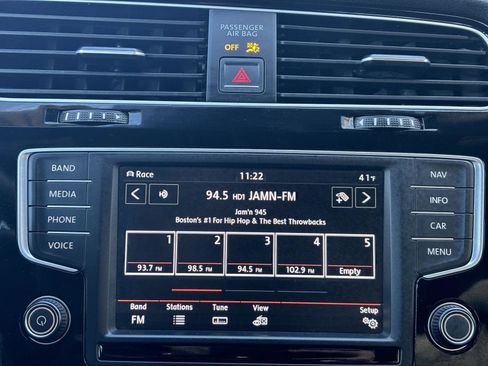 PASSENGER
AIR BAG
OFF
BAND
MEDIA
PHONE
VOICE
NAV
INFO
CAR
MENU
Race 11:22 41°F
94.5 HD1 JAMN-FM
Jam'n 945
Boston's #1 For Hip Hop & The Best Throwbacks
1 2 3 4 5
93.7 FM 98.5 FM 94.5 FM 102.9 FM Empty
Band Stations Tune View Setup
FM